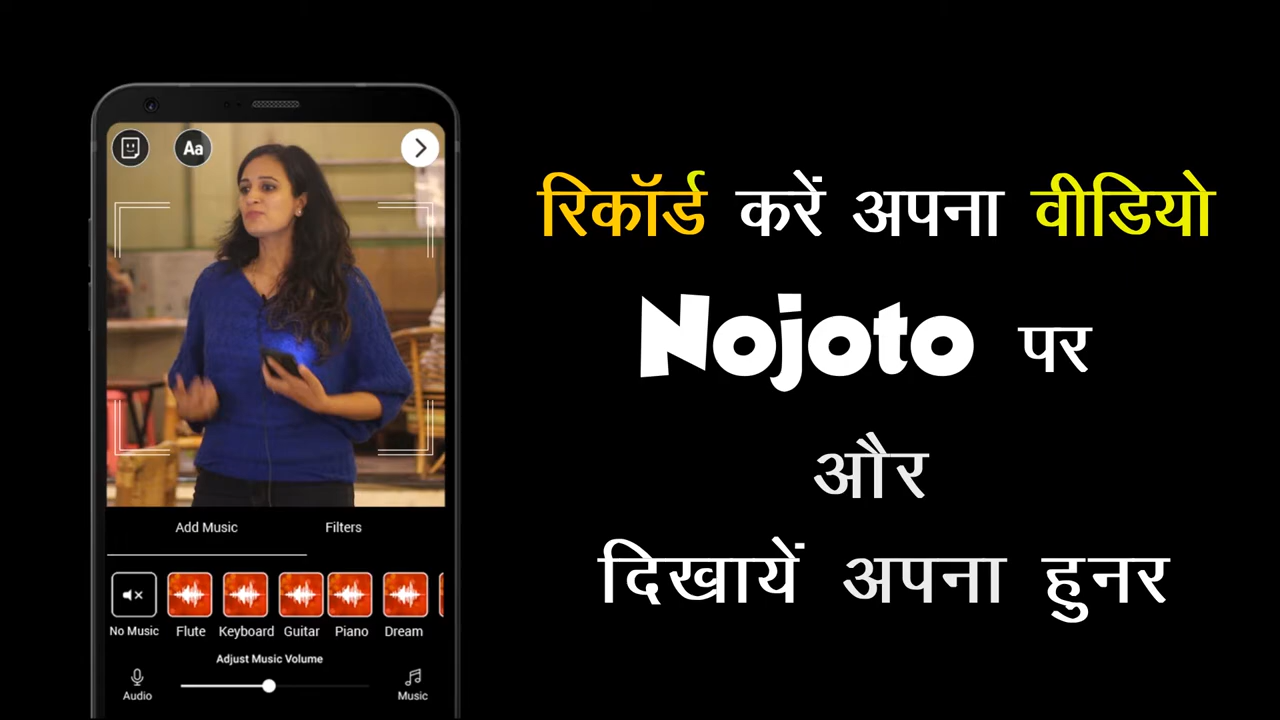 Aa
रिकॉर्ड करें अपना वीडियो
Nojoto पर
और
दिखायें अपना हुनर
Add Music Filters
No Music Flute Keyboard Guitar Piano Dream
Adjust Music Volume
Audio Music